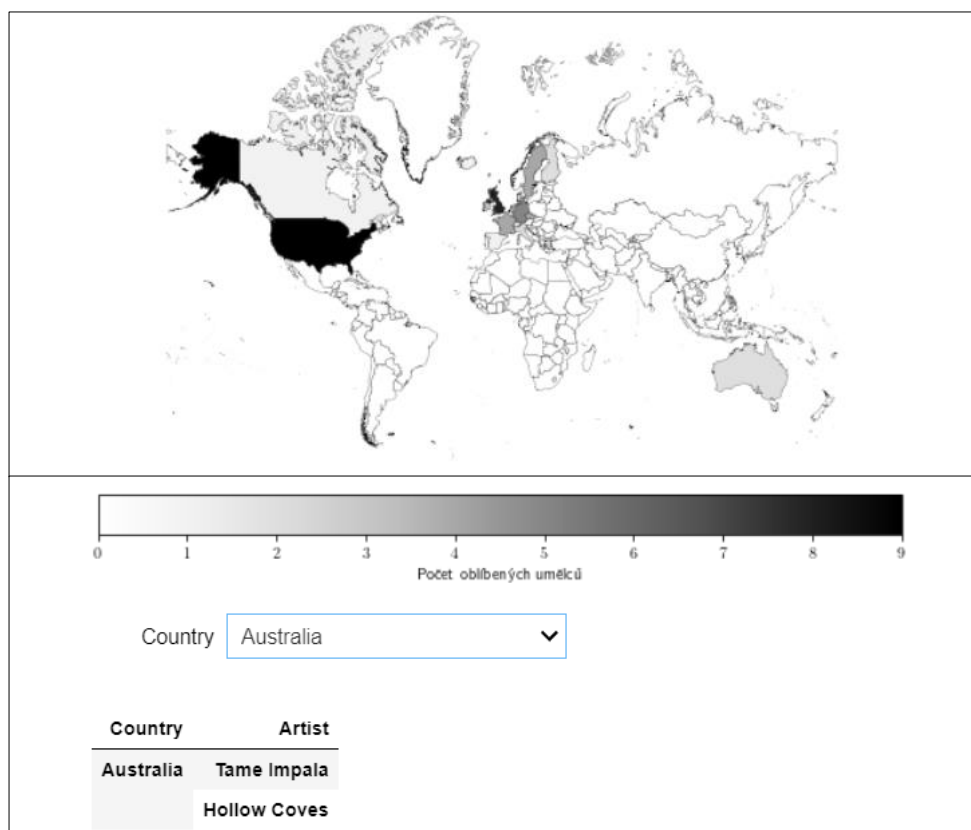 0 1 2 3 4 5 6 7 8 9
Počet oblíbených umělců
Country Australia
Country Artist
Australia Tame Impala
Hollow Coves